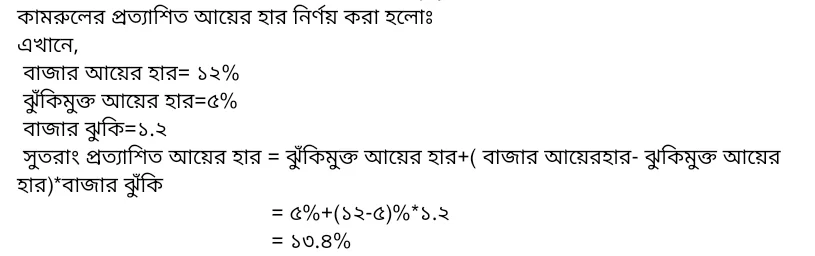 কামরুলের প্রত্যাশিত আয়ের হার নির্ণয় করা হলোঃ
এখানে,
বাজার আয়ের হার= ১২%
ঝুঁকিমুক্ত আয়ের হার=৫%
বাজার ঝুকি=১.২
সুতরাং প্রত্যাশিত আয়ের হার = ঝুঁকিমুক্ত আয়ের হার+( বাজার আয়েরহার- ঝুকিমুক্ত আয়ের
হার)*বাজার ঝুঁকি
= ৫%+(১২-৫)%*১.২
= ১৩.৪%